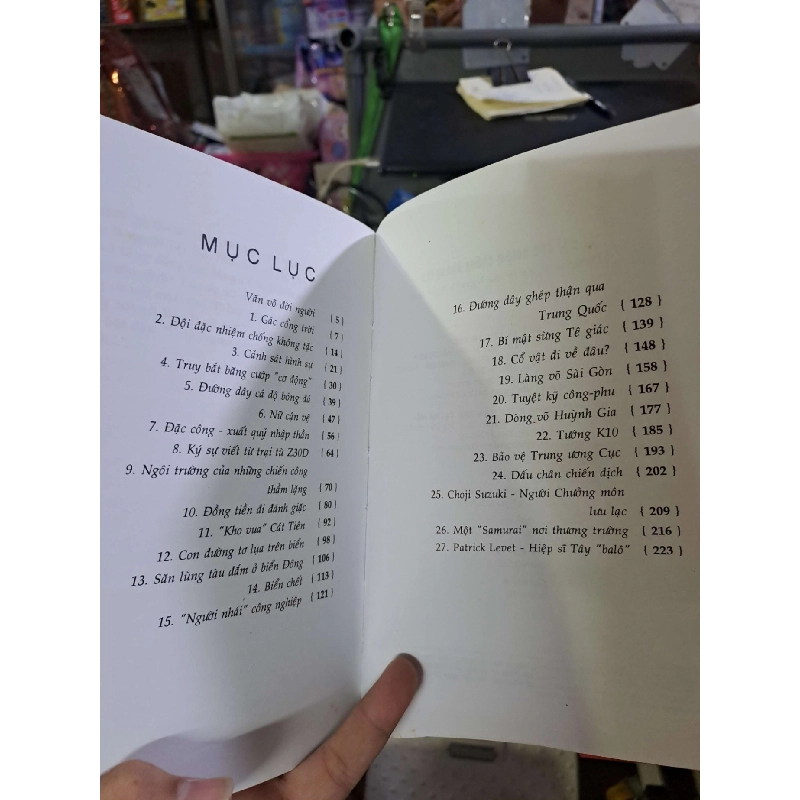 MỤC LỤC
Văn võ đời người { 5 }
1. Gác cổng trời { 7 }
2. Đội đặc nhiệm chống không tặc { 14 }
3. Cảnh sát hình sự { 21 }
4. Truy bắt băng cướp "cơ động" { 30 }
5. Đường dây cá độ bóng đá { 39 }
6. Nữ cận vệ { 47 }
7. Đặc công - xuất quỷ nhập thần { 56 }
8. Ký sự viết từ trại tù Z30D { 64 }
9. Ngôi trường của những chiến công
thầm lặng { 70 }
10. Đồng tiền đi đánh giặc { 80 }
11. "Kho vua" Cát Tiên { 92 }
12. Con đường tơ lụa trên biển { 98 }
13. Săn lùng tàu đắm ở biển Đông { 106 }
14. Biển chết { 113 }
15. "Người nhái" công nghiệp { 121 }
16. Đường dây ghép thận qua
Trung Quốc { 128 }
17. Bí mật sừng Tê giác { 139 }
18. Cổ vật đi về đâu? { 148 }
19. Làng võ Sài Gòn { 158 }
20. Tuyệt kỹ công-phu { 167 }
21. Dòng võ Huỳnh Gia { 177 }
22. Tướng K10 { 185 }
23. Bảo vệ Trung ương Cục { 193 }
24. Dấu chân chiến dịch { 202 }
25. Choji Suzuki - Người Chưởng môn
lưu lạc { 209 }
26. Một "Samurai" nơi thương trường { 216 }
27. Patrick Levet - Hiệp sĩ Tây "balô" { 223 }